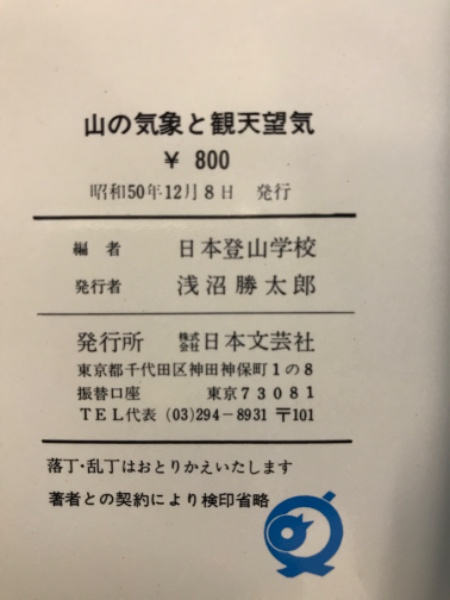 山の気象と観天望気
¥ 800
昭和50年12月8日 発行
編者 日本登山学校
発行者 浅沼勝太郎
発行所 株式会社日本文芸社
東京都千代田区神田神保町1の8
振替口座 東京73081
TEL代表 (03)294-8931 〒101
落丁・乱丁はおとりかえいたします
著者との契約により検印省略